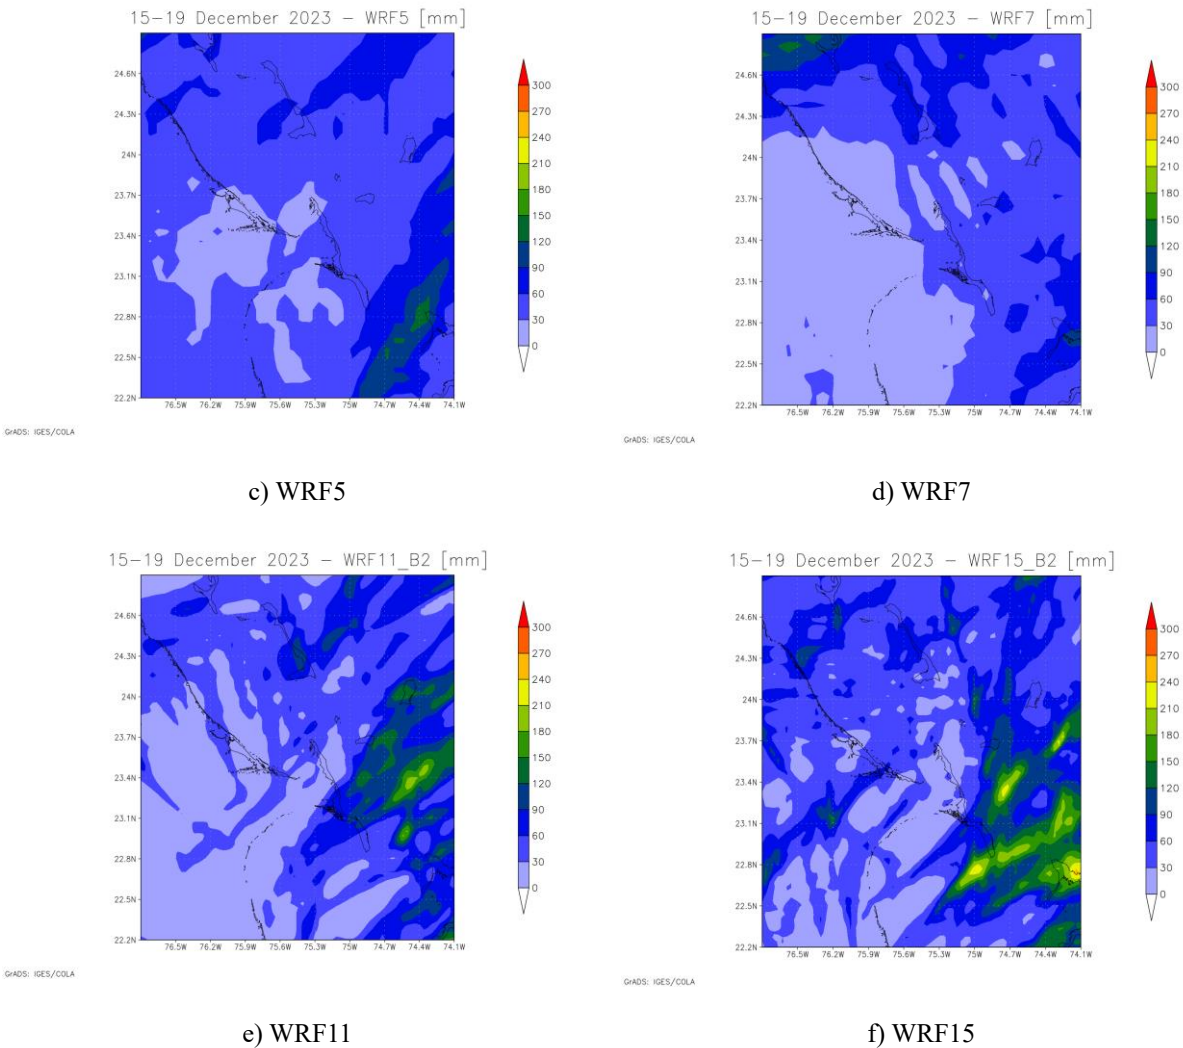 15-19 December 2023 - WRF5 [mm]
24.6N
24.3N
24N
23.7N
23.4N
23.1N
22.8N
22.5N
22.2N
76.5W 76.2W 75.9W 75.6W 75.3W 75W 74.7W 74.4W 74.1W
300
270
240
210
180
150
120
90
60
30
0
GrADS: IGES/COLA
c) WRF5
15-19 December 2023 - WRF7 [mm]
24.6N
24.3N
24N
23.7N
23.4N
23.1N
22.8N
22.5N
22.2N
76.5W 76.2W 75.9W 75.6W 75.3W 75W 74.7W 74.4W 74.1W
300
270
240
210
180
150
120
90
60
30
0
GrADS: IGES/COLA
d) WRF7
15-19 December 2023 - WRF11_B2 [mm]
24.6N
24.3N
24N
23.7N
23.4N
23.1N
22.8N
22.5N
22.2N
76.5W 76.2W 75.9W 75.6W 75.3W 75W 74.7W 74.4W 74.1W
300
270
240
210
180
150
120
90
60
30
0
GrADS: IGES/COLA
e) WRF11
15-19 December 2023 - WRF15_B2 [mm]
24.6N
24.3N
24N
23.7N
23.4N
23.1N
22.8N
22.5N
22.2N
76.5W 76.2W 75.9W 75.6W 75.3W 75W 74.7W 74.4W 74.1W
300
270
240
210
180
150
120
90
60
30
0
GrADS: IGES/COLA
f) WRF15